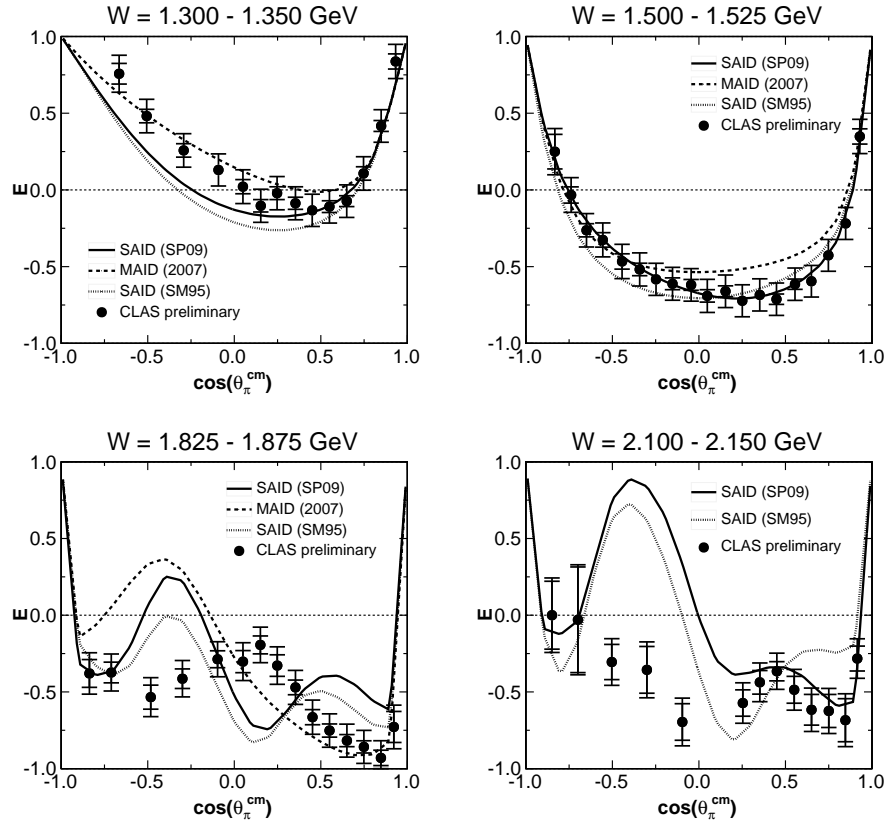 W = 1.300 - 1.350 GeV
1.0
0.5
0.0
-0.5
-1.0
E
SAID (SP09)
MAID (2007)
SAID (SM95)
CLAS preliminary
-1.0 -0.5 0.0 0.5 1.0
cos(θπcm)
W = 1.500 - 1.525 GeV
1.0
0.5
0.0
-0.5
-1.0
E
SAID (SP09)
MAID (2007)
SAID (SM95)
CLAS preliminary
-1.0 -0.5 0.0 0.5 1.0
cos(θπcm)
W = 1.825 - 1.875 GeV
1.0
0.5
0.0
-0.5
-1.0
E
SAID (SP09)
MAID (2007)
SAID (SM95)
CLAS preliminary
-1.0 -0.5 0.0 0.5 1.0
cos(θπcm)
W = 2.100 - 2.150 GeV
1.0
0.5
0.0
-0.5
-1.0
E
SAID (SP09)
SAID (SM95)
CLAS preliminary
-1.0 -0.5 0.0 0.5 1.0
cos(θπcm)